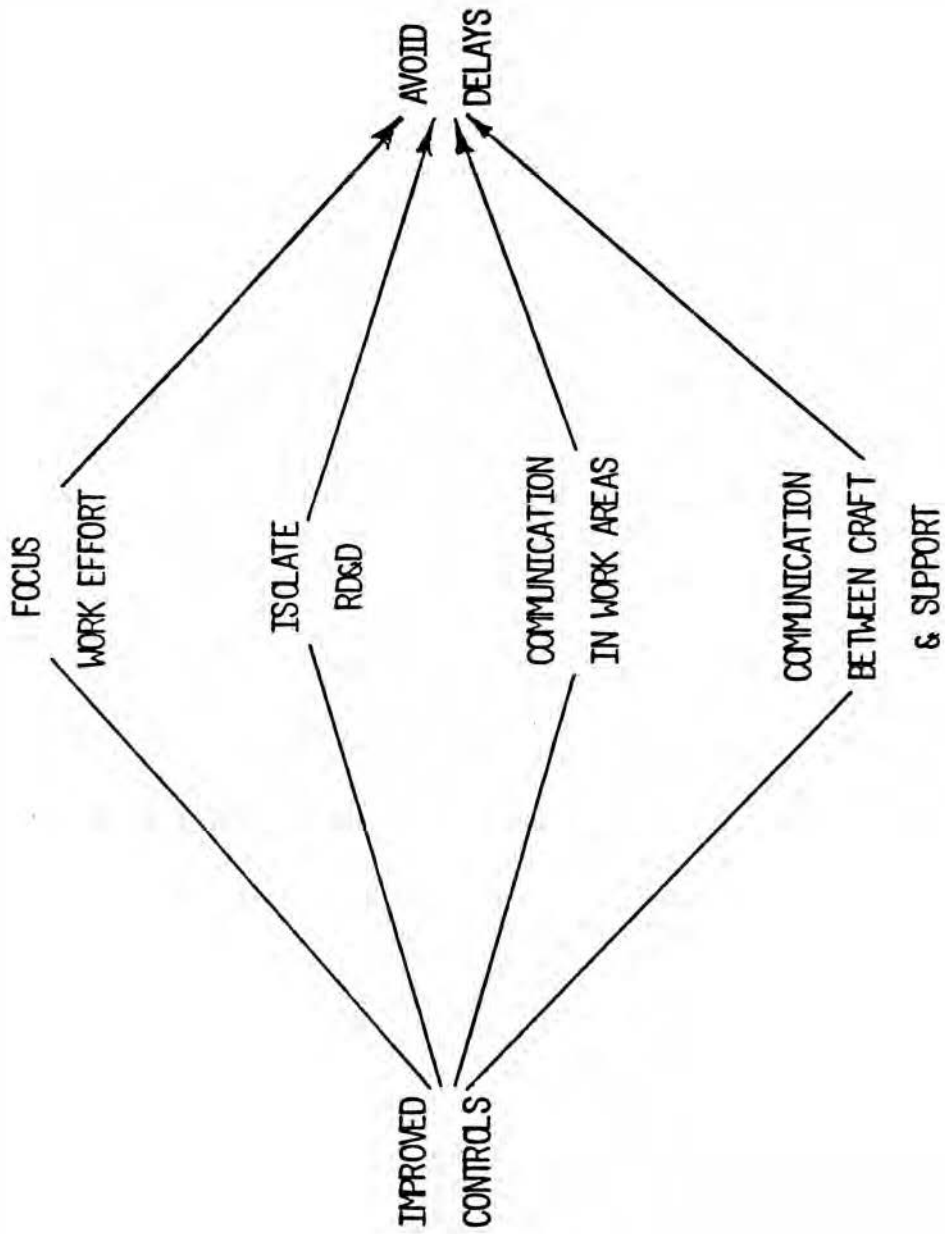 FOCUS
WORK EFFORT
ISOLATE
RD&D
IMPROVED
CONTROLS
AVOID
DELAYS
COMMUNICATION
IN WORK AREAS
COMMUNICATION
BETWEEN CRAFT
& SUPPORT